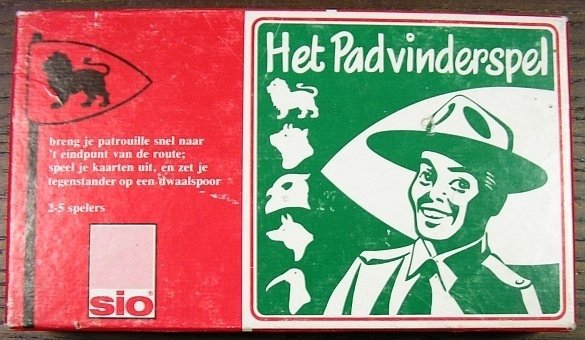 Het Padvinderspel
breng je patrouille snel naar
't eindpunt van de route;
speel je kaarten uit, en zet je
tegenstander op een dwaalspoor
2-5 spelers
sio®